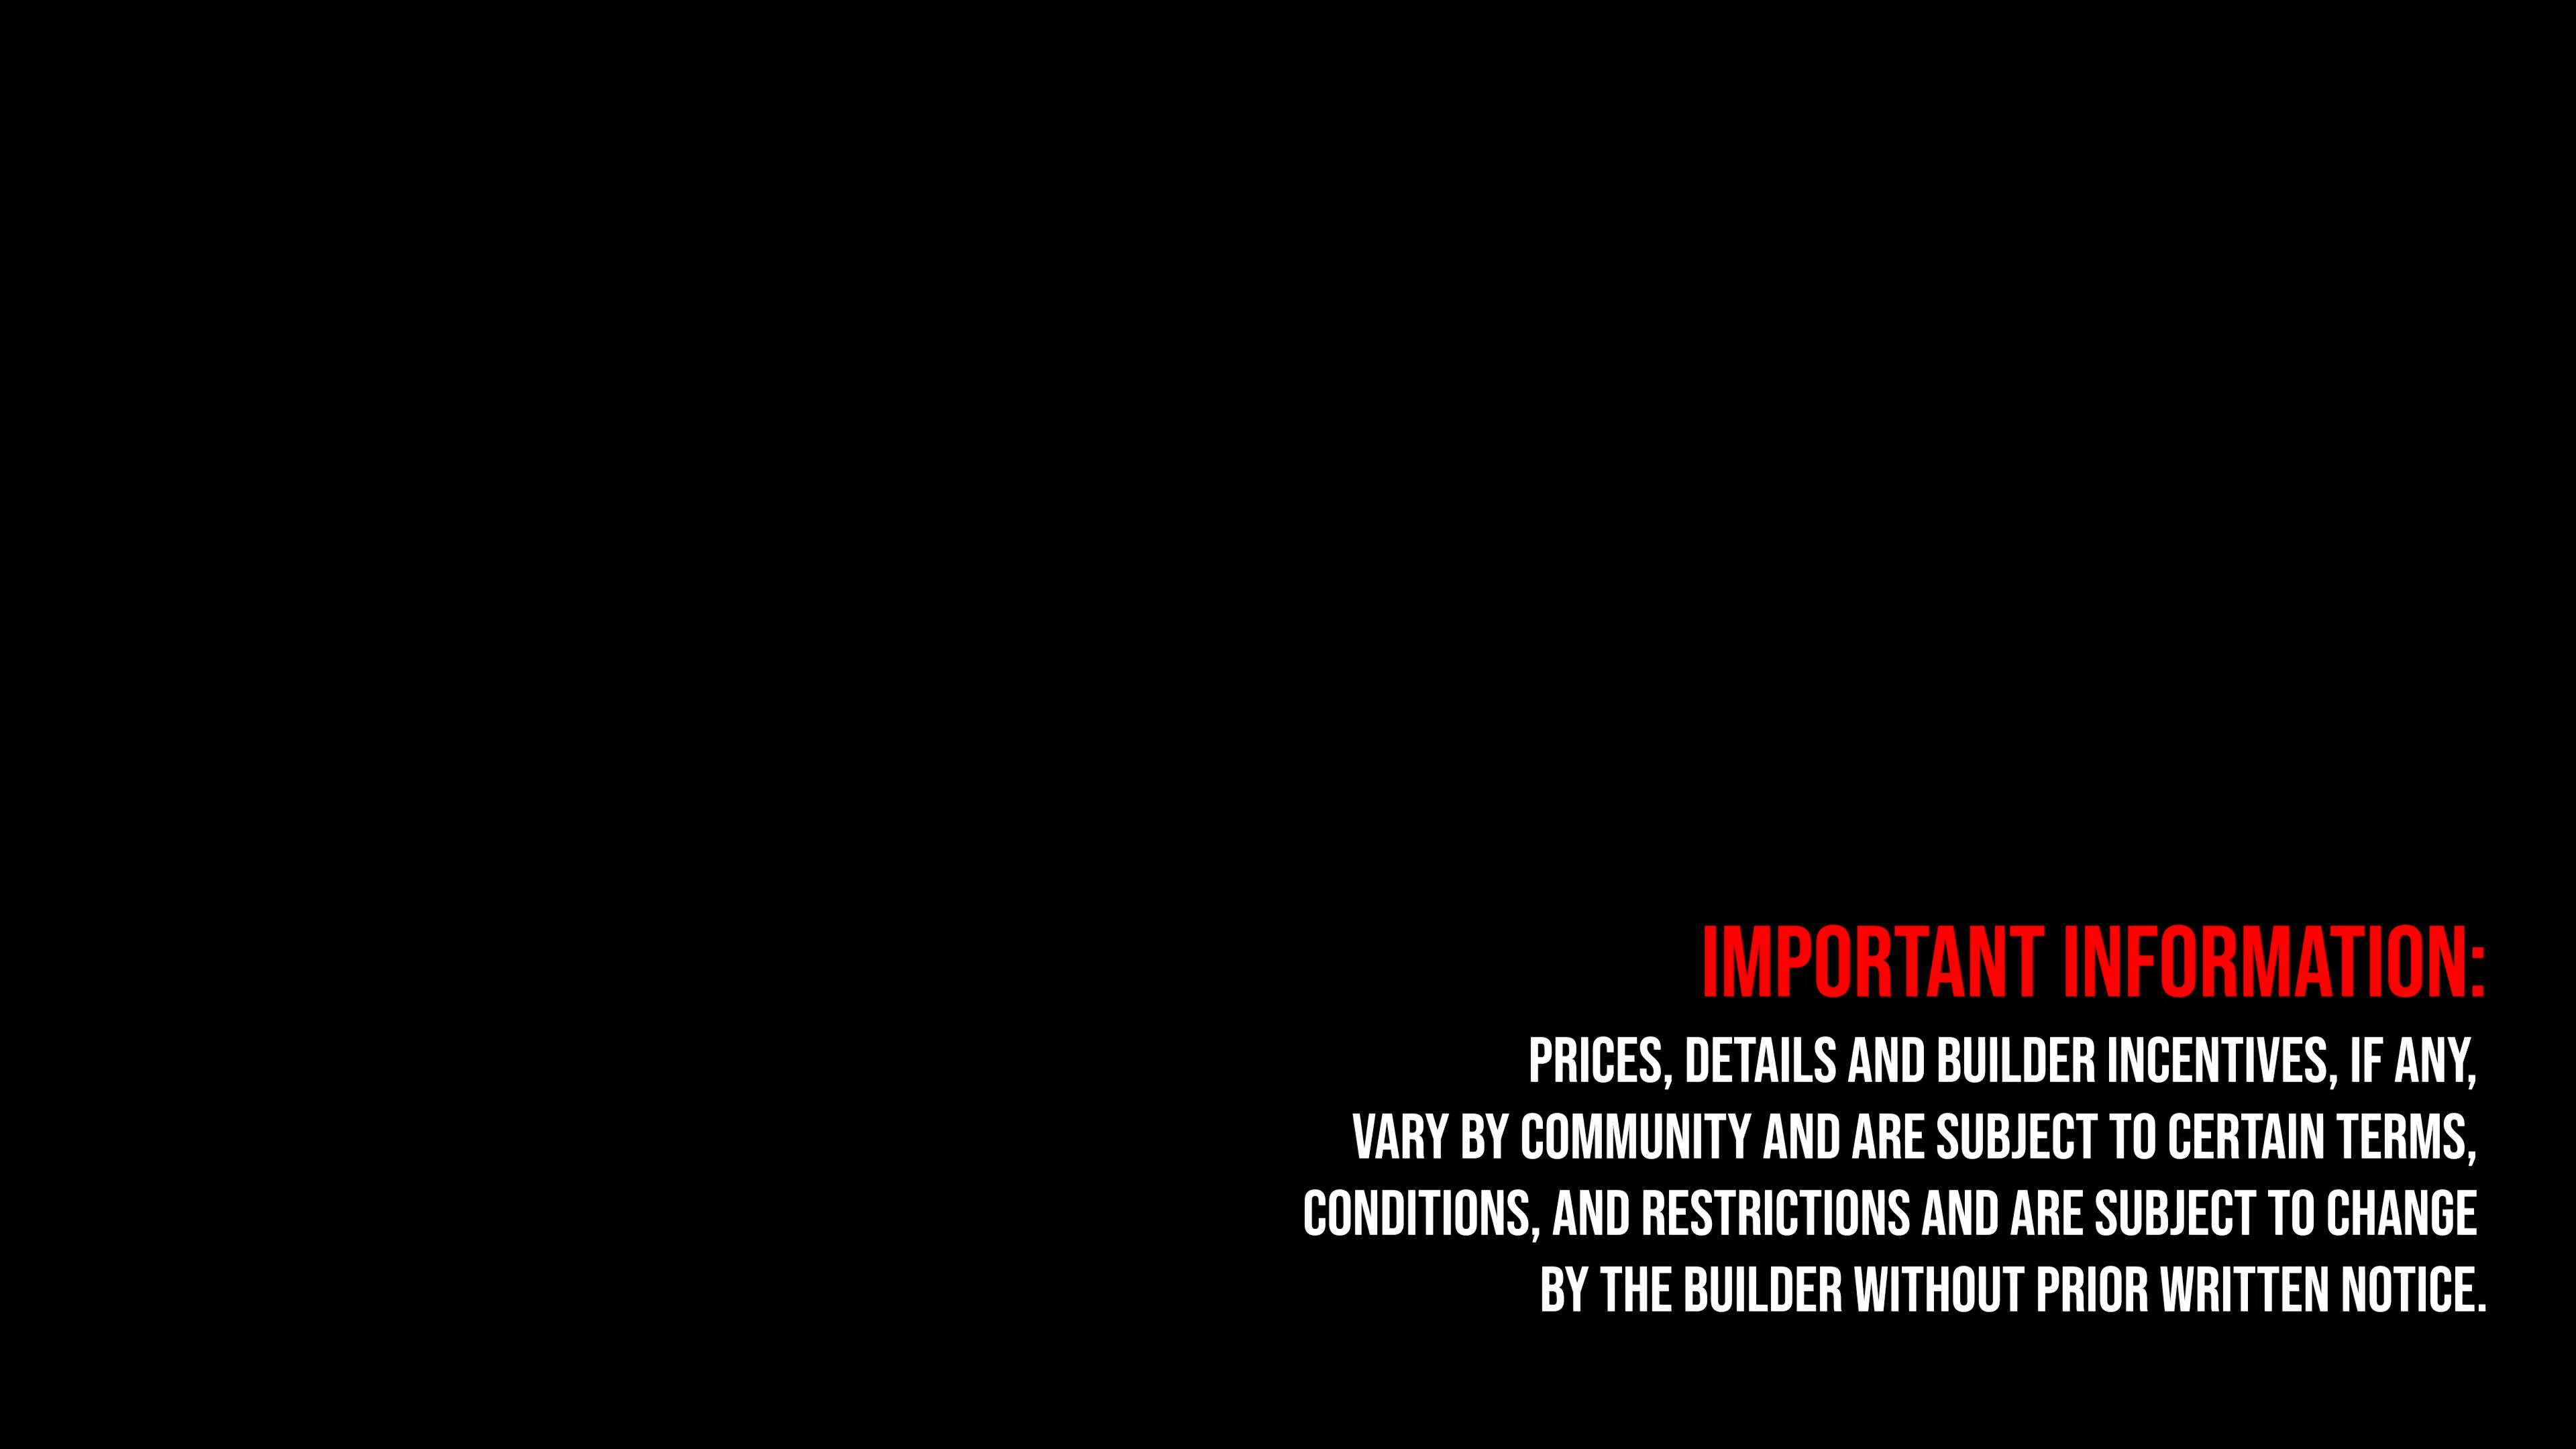 IMPORTANT INFORMATION:
PRICES, DETAILS AND BUILDER INCENTIVES, IF ANY,
VARY BY COMMUNITY AND ARE SUBJECT TO CERTAIN TERMS,
CONDITIONS, AND RESTRICTIONS AND ARE SUBJECT TO CHANGE
BY THE BUILDER WITHOUT PRIOR WRITTEN NOTICE.